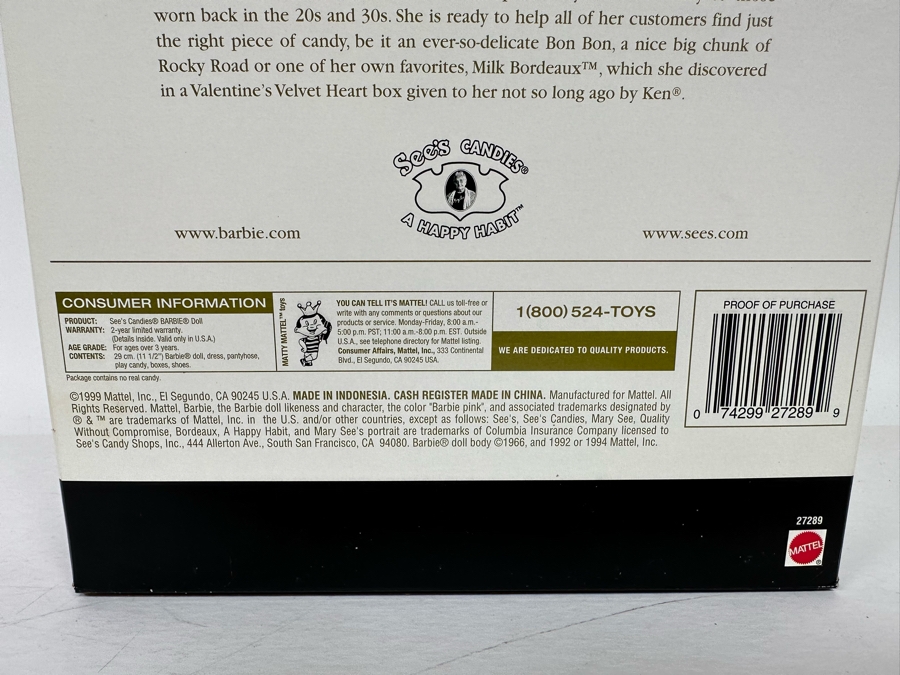 worn back in the 20s and 30s. She is ready to help all of her customers find just
the right piece of candy, be it an ever-so-delicate Bon Bon, a nice big chunk of
Rocky Road or one of her own favorites, Milk Bordeaux™, which she discovered
in a Valentine's Velvet Heart box given to her not so long ago by Ken®.
See's CANDIES®
A HAPPY HABIT™
www.barbie.com
www.sees.com
CONSUMER INFORMATION
PRODUCT: See's Candies® BARBIE® Doll
WARRANTY: 2-year limited warranty.
(Details Inside. Valid only in U.S.A.)
AGE GRADE: For ages over 3 years.
CONTENTS: 29 cm. (11 1/2") Barbie® doll, dress, pantyhose,
play candy, boxes, shoes.
Package contains no real candy.
MATTY MATTEL™ toys
YOU CAN TELL IT'S MATTEL! CALL us toll-free or
write with any comments or questions about our
products or service. Monday-Friday, 8:00 a.m.-
5:00 p.m. PST; 11:00 a.m.-8:00 p.m. EST. Outside
U.S.A., see telephone directory for Mattel listing.
Consumer Affairs, Mattel, Inc., 333 Continental
Blvd., El Segundo, CA 90245 USA.
1(800) 524-TOYS
WE ARE DEDICATED TO QUALITY PRODUCTS.
PROOF OF PURCHASE
0 74299 27289 9
©1999 Mattel, Inc., El Segundo, CA 90245 U.S.A. MADE IN INDONESIA. CASH REGISTER MADE IN CHINA. Manufactured for Mattel. All
Rights Reserved. Mattel, Barbie, the Barbie doll likeness and character, the color "Barbie pink", and associated trademarks designated by
® & ™ are trademarks of Mattel, Inc. in the U.S. and/or other countries, except as follows: See's, See's Candies, Mary See, Quality
Without Compromise, Bordeaux, A Happy Habit, and Mary See's portrait are trademarks of Columbia Insurance Company licensed to
See's Candy Shops, Inc., 444 Allerton Ave., South San Francisco, CA 94080. Barbie® doll body ©1966, and 1992 or 1994 Mattel, Inc.
27289
MATTEL®